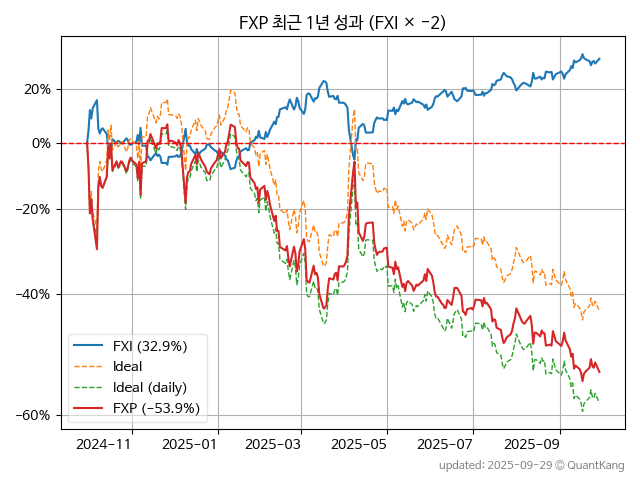 FXP 최근 1년 성과 (FXI × −2)
20%
0%
−20%
−40%
−60%
FXI (32.9%)
Ideal
Ideal (daily)
FXP (−53.9%)
2024−11
2025−01
2025−03
2025−05
2025−07
2025−09
updated: 2025-09-29 © QuantKang